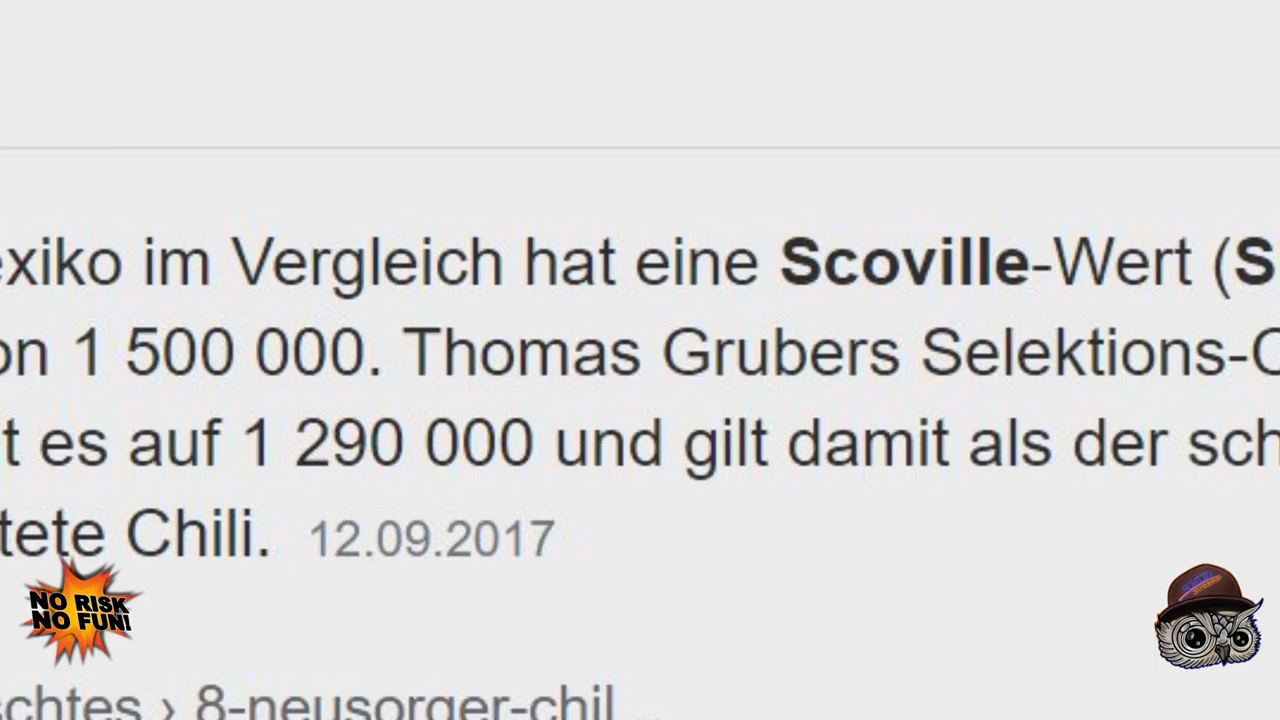 exiko im Vergleich hat eine Scoville-Wert (S
on 1 500 000. Thomas Grubers Selektions-C
t es auf 1 290 000 und gilt damit als der sch
tete Chili. 12.09.2017
NO RISK
NO FUN!
schtes › 8-neusorger-chil...